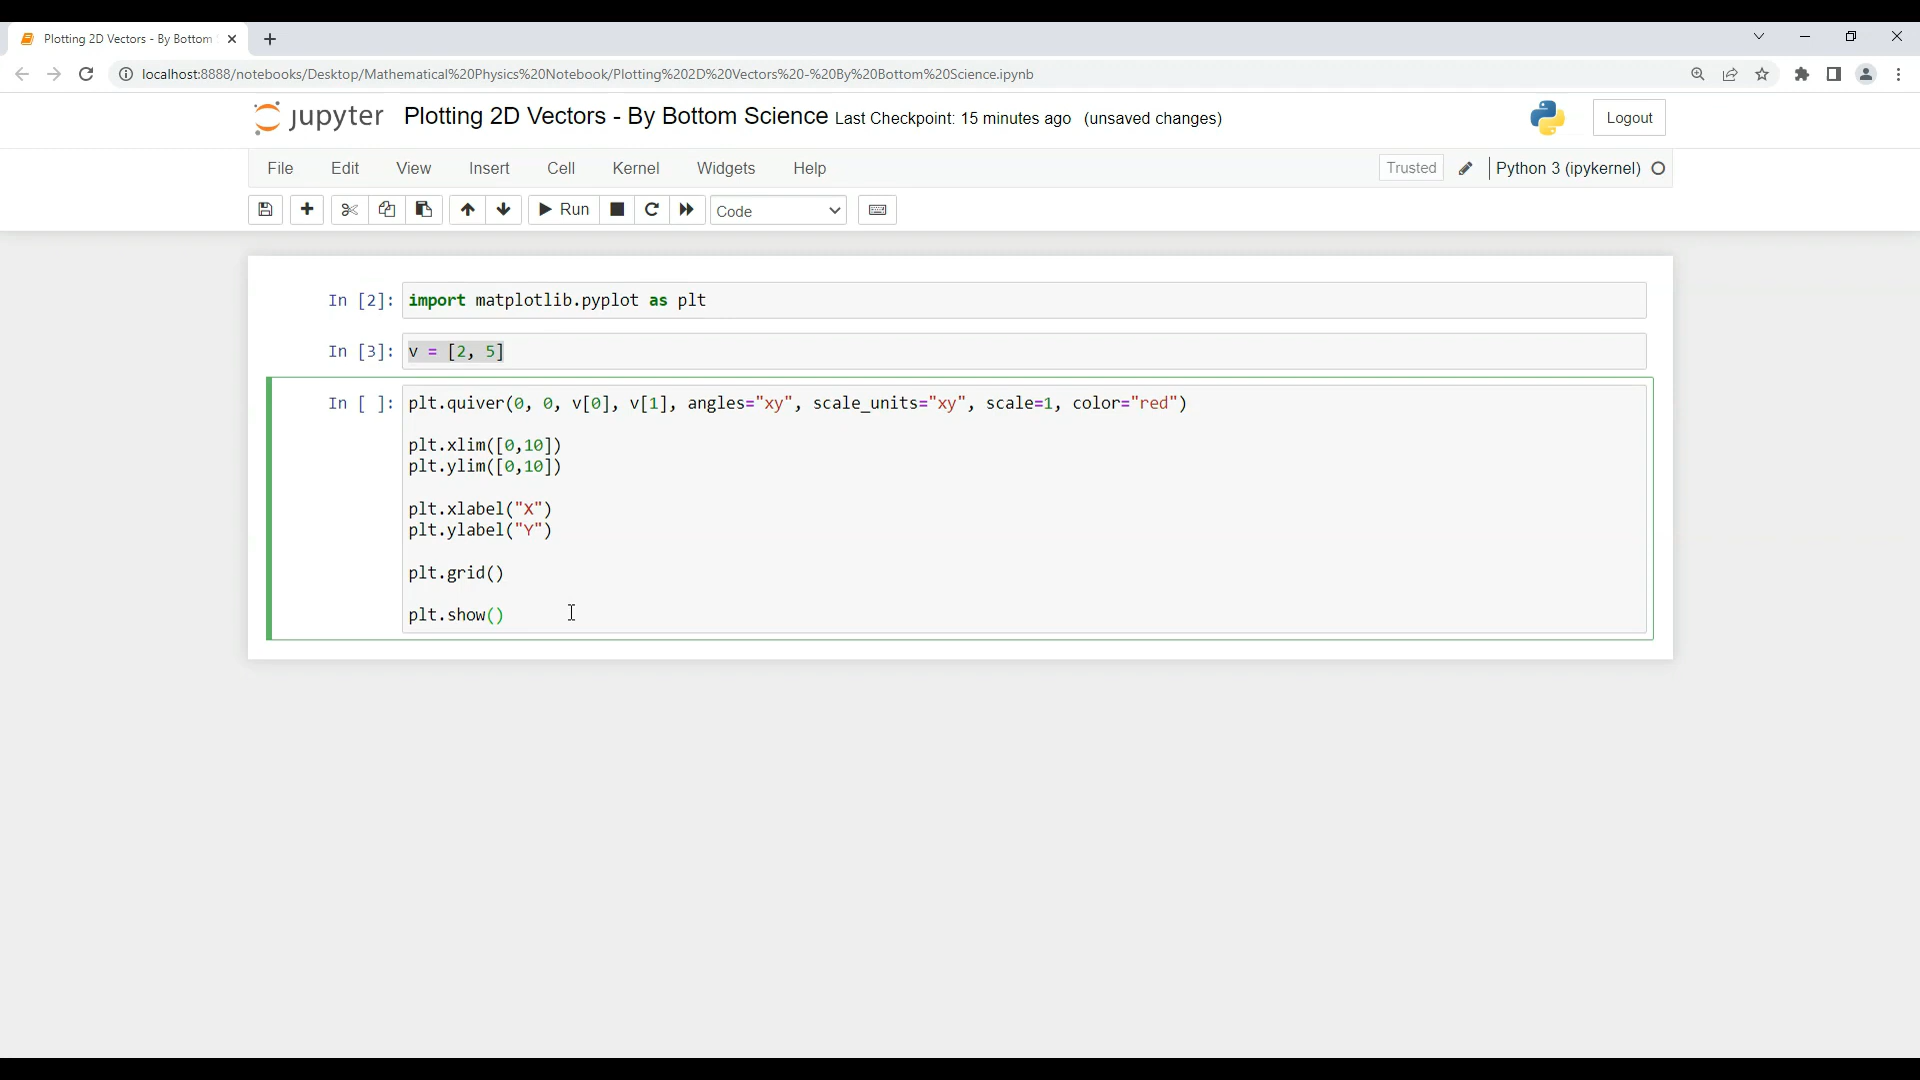 Plotting 2D Vectors - By Bottom
localhost:8888/notebooks/Desktop/Mathematical%20Physics%20Notebook/Plotting%202D%20Vectors%20-%20By%20Bottom%20Science.ipynb
jupyter Plotting 2D Vectors - By Bottom Science Last Checkpoint: 15 minutes ago (unsaved changes) Logout
File Edit View Insert Cell Kernel Widgets Help Trusted Python 3 (ipykernel)
Run Code
In [2]: import matplotlib.pyplot as plt
In [3]: v = [2, 5]
In [ ]: plt.quiver(0, 0, v[0], v[1], angles="xy", scale_units="xy", scale=1, color="red")
plt.xlim([0,10])
plt.ylim([0,10])
plt.xlabel("X")
plt.ylabel("Y")
plt.grid()
plt.show()